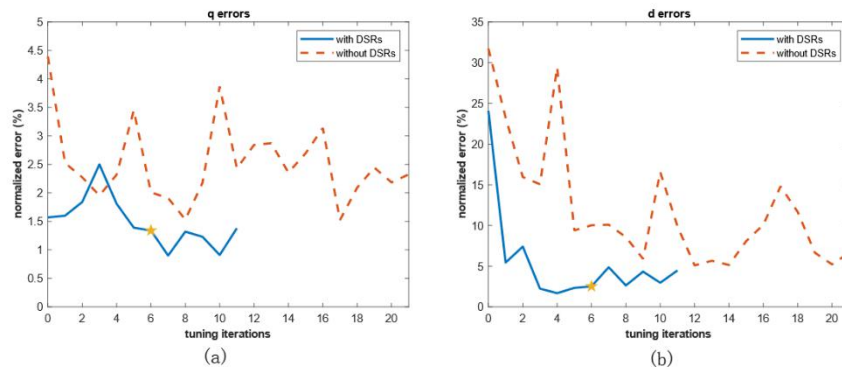 q errors
5
4.5
4
3.5
3
2.5
2
1.5
1
0.5
0
normalized error (%)
with DSRs
without DSRs
0 2 4 6 8 10 12 14 16 18 20
tuning iterations
(a)
d errors
35
30
25
20
15
10
5
0
normalized error (%)
with DSRs
without DSRs
0 2 4 6 8 10 12 14 16 18 20
tuning iterations
(b)